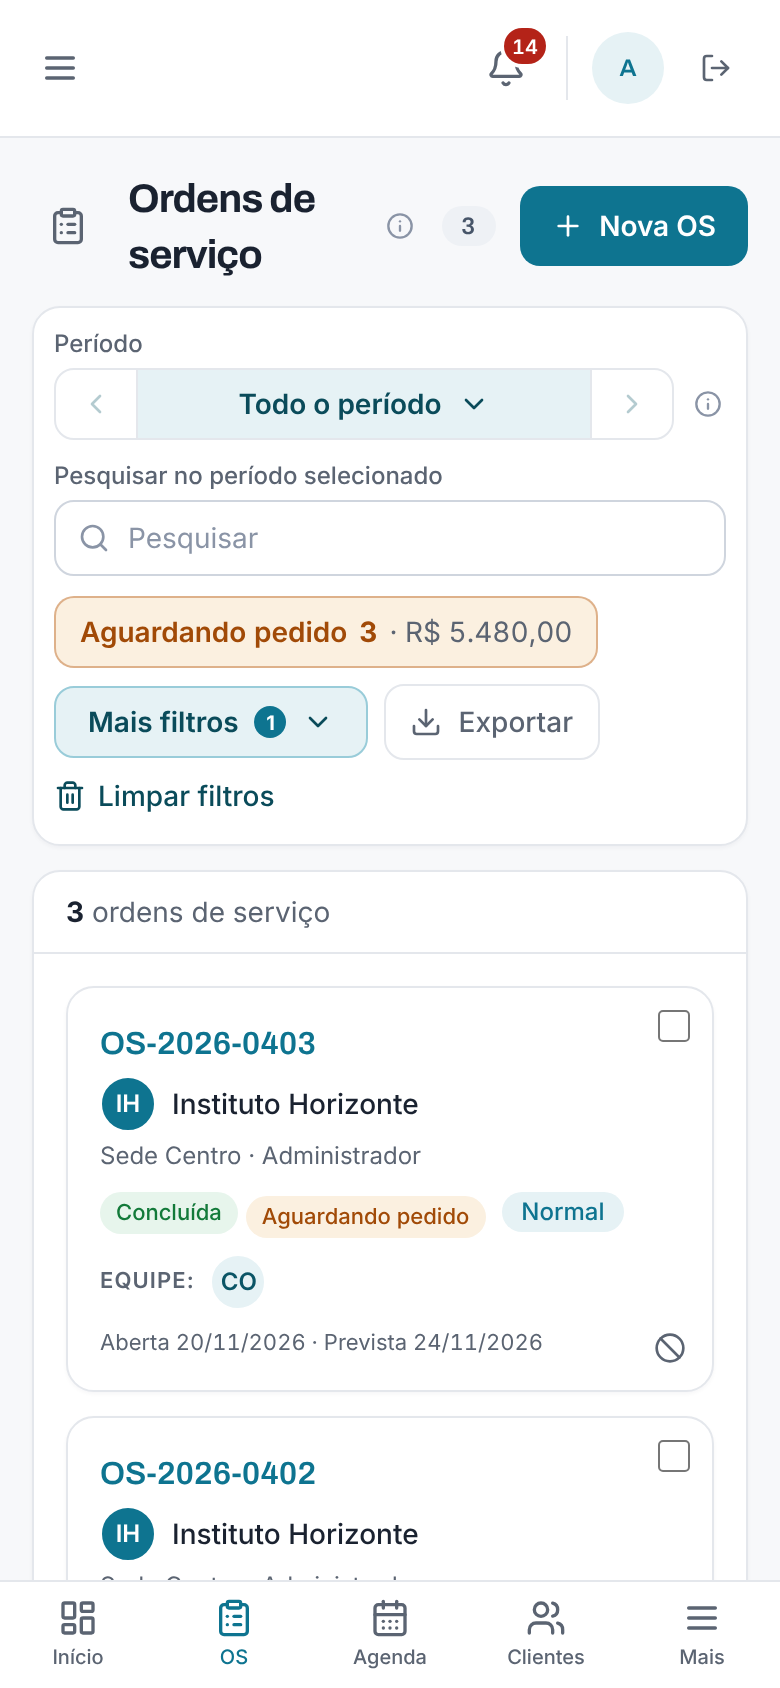 14
A
Ordens de
serviço
3
Nova OS
Período
Todo o período
Pesquisar no período selecionado
Pesquisar
Aguardando pedido 3 · R$ 5.480,00
Mais filtros 1
Exportar
Limpar filtros
3 ordens de serviço
OS-2026-0403
IH Instituto Horizonte
Sede Centro · Administrador
Concluída Aguardando pedido Normal
EQUIPE: CO
Aberta 20/11/2026 · Prevista 24/11/2026
OS-2026-0402
IH Instituto Horizonte
Início OS Agenda Clientes Mais